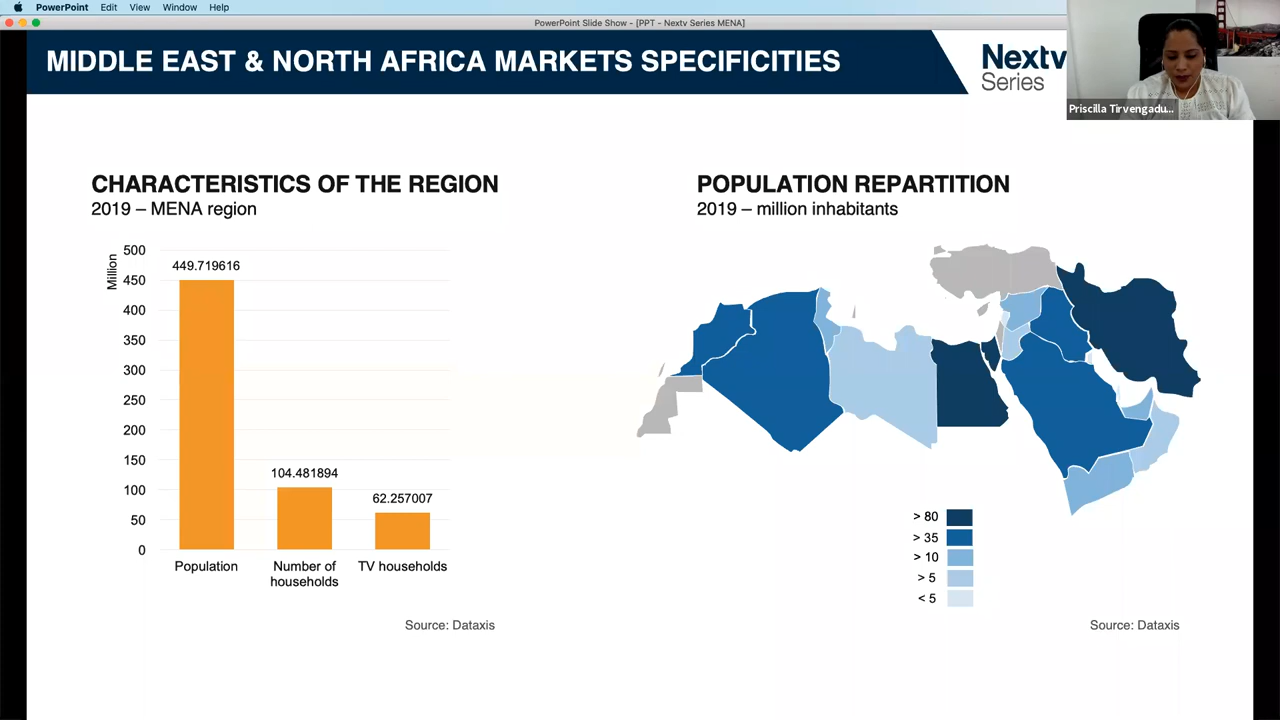 PowerPoint Edit View Window Help
PowerPoint Slide Show - [PPT - Nextv Series MENA]
MIDDLE EAST & NORTH AFRICA MARKETS SPECIFICITIES
Nextv
Series
Priscilla Tirvengadu...
CHARACTERISTICS OF THE REGION
2019 – MENA region
Million
500
450
400
350
300
250
200
150
100
50
0
449.719616
104.481894
62.257007
Population
Number of
households
TV households
Source: Dataxis
POPULATION REPARTITION
2019 – million inhabitants
> 80
> 35
> 10
> 5
< 5
Source: Dataxis